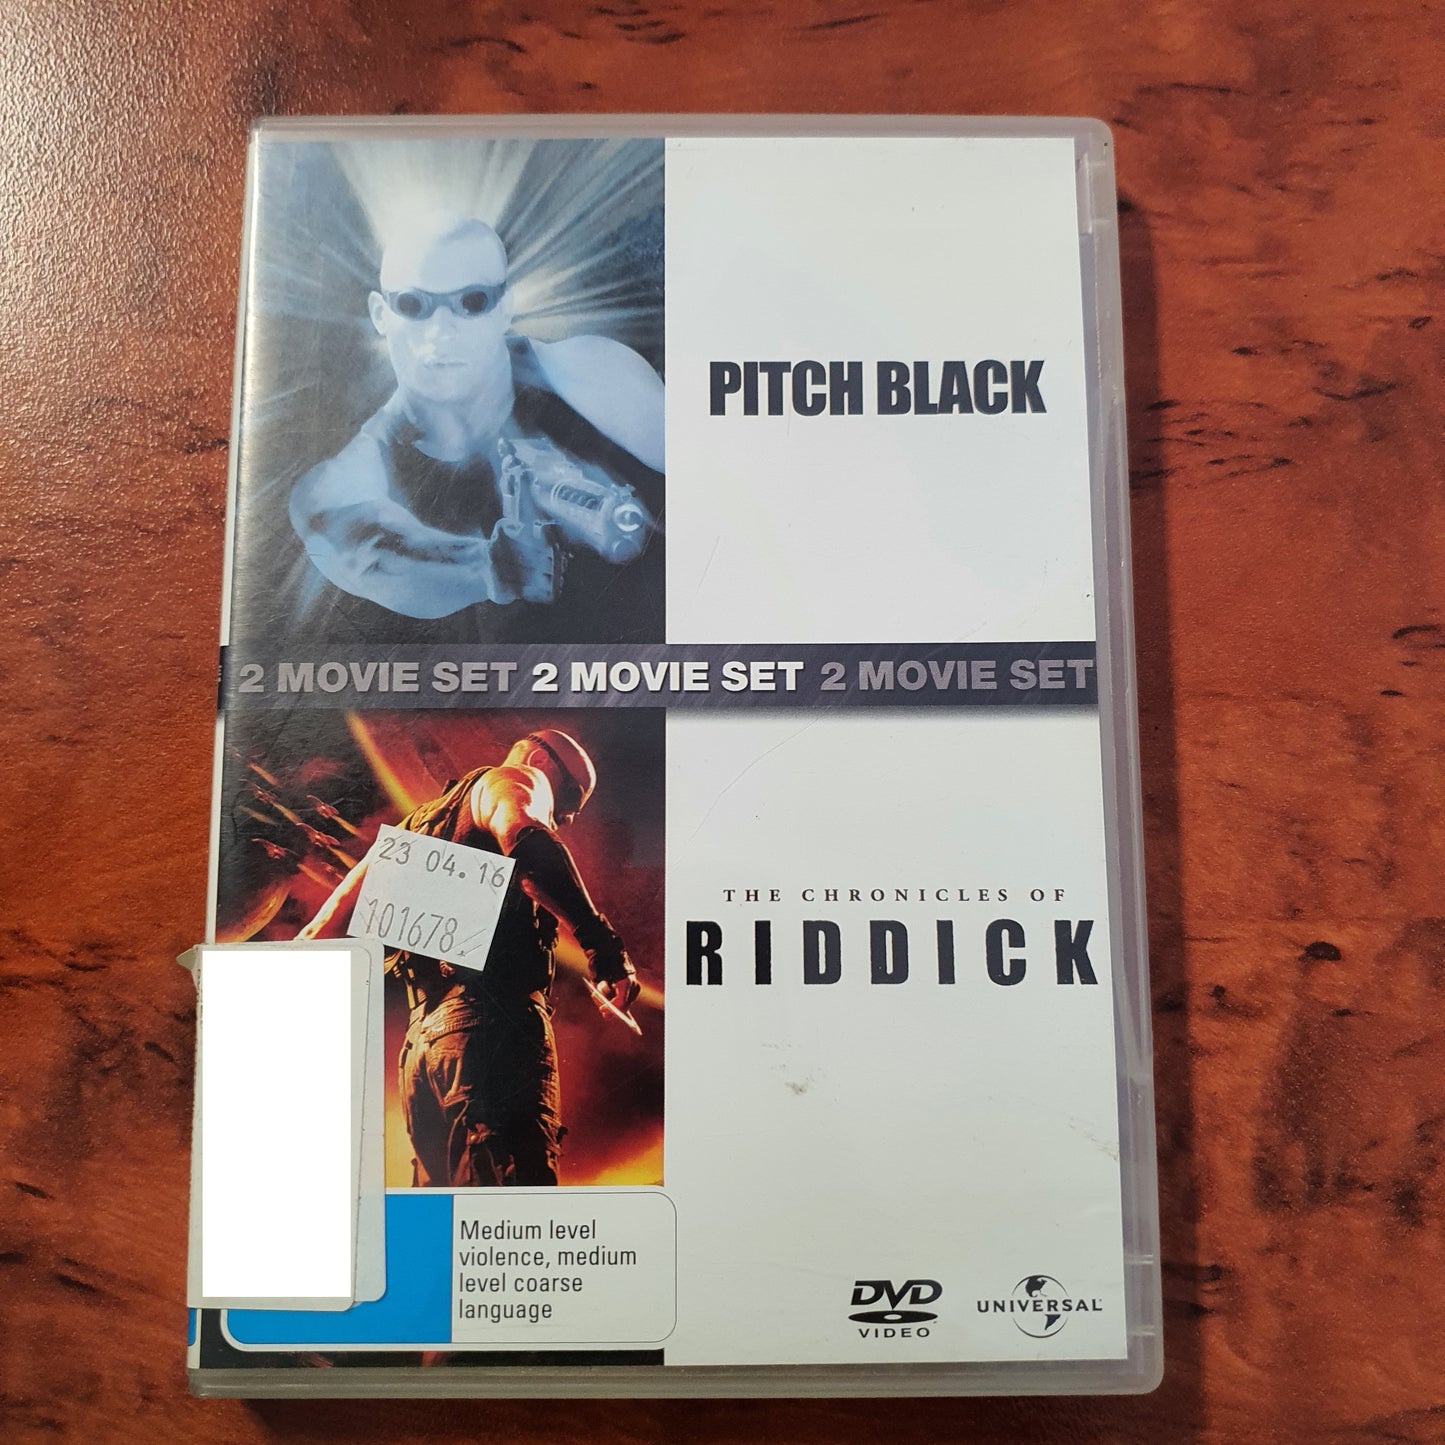 PITCH BLACK
2 MOVIE SET 2 MOVIE SET 2 MOVIE SET
23 04. 16
101678
THE CHRONICLES OF
RIDDICK
Medium level
violence, medium
level coarse
language
DVD
VIDEO
UNIVERSAL